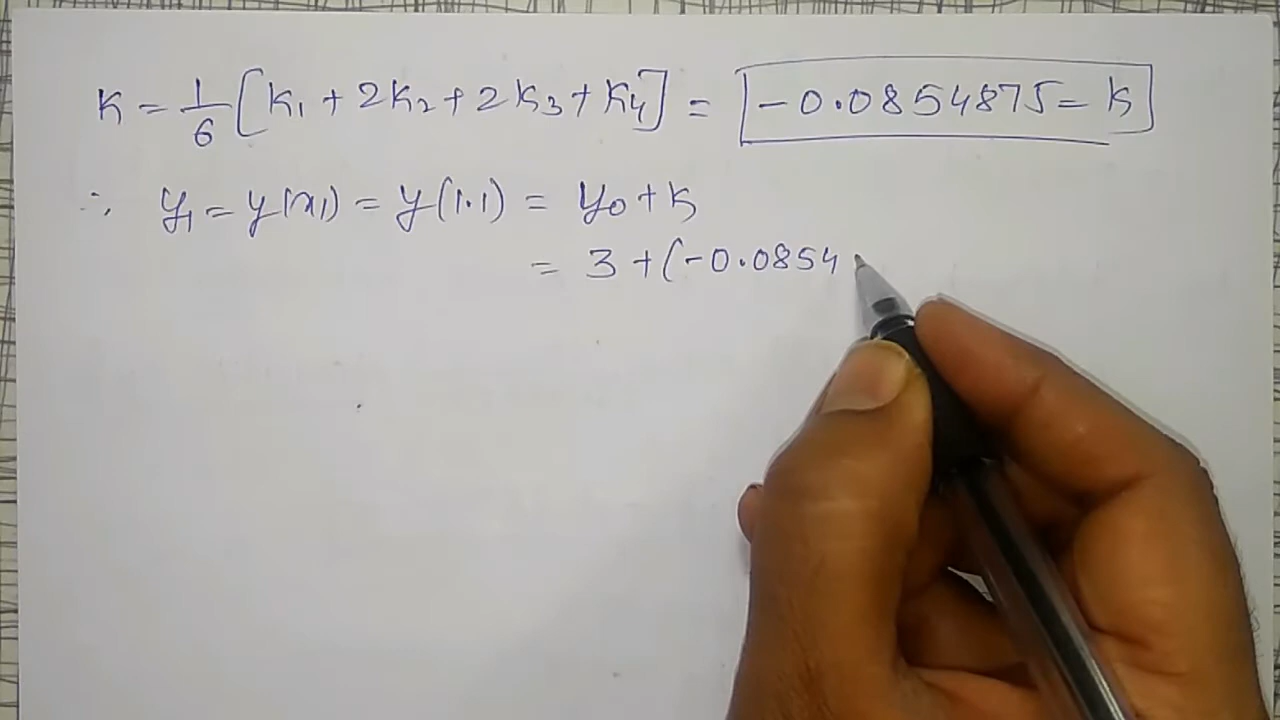 K = 1/6 [K1 + 2K2 + 2K3 + K4] = -0.0854875 = K
∴ y1 = y(x1) = y(1.1) = y0 + K
= 3 + (-0.0854